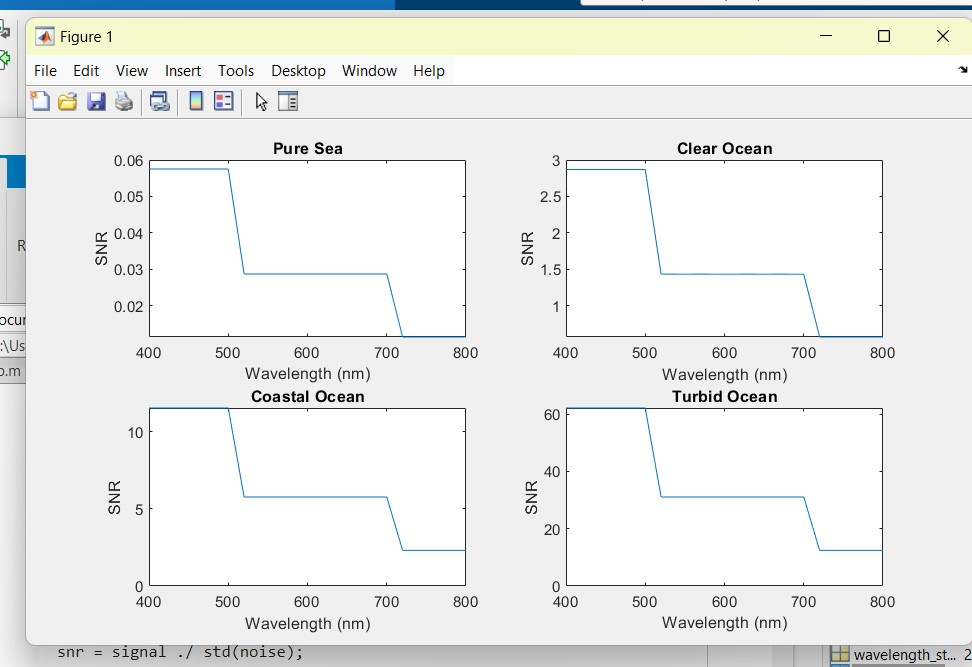 Figure 1
File Edit View Insert Tools Desktop Window Help
Pure Sea
0.06
0.05
0.04
0.03
0.02
SNR
400 500 600 700 800
Wavelength (nm)
Clear Ocean
3
2.5
2
1.5
1
SNR
400 500 600 700 800
Wavelength (nm)
Coastal Ocean
10
5
0
SNR
400 500 600 700 800
Wavelength (nm)
Turbid Ocean
60
40
20
0
SNR
400 500 600 700 800
Wavelength (nm)
R
ocur
:\Us
o.m
snr = signal ./ std(noise);
wavelength_st... 2